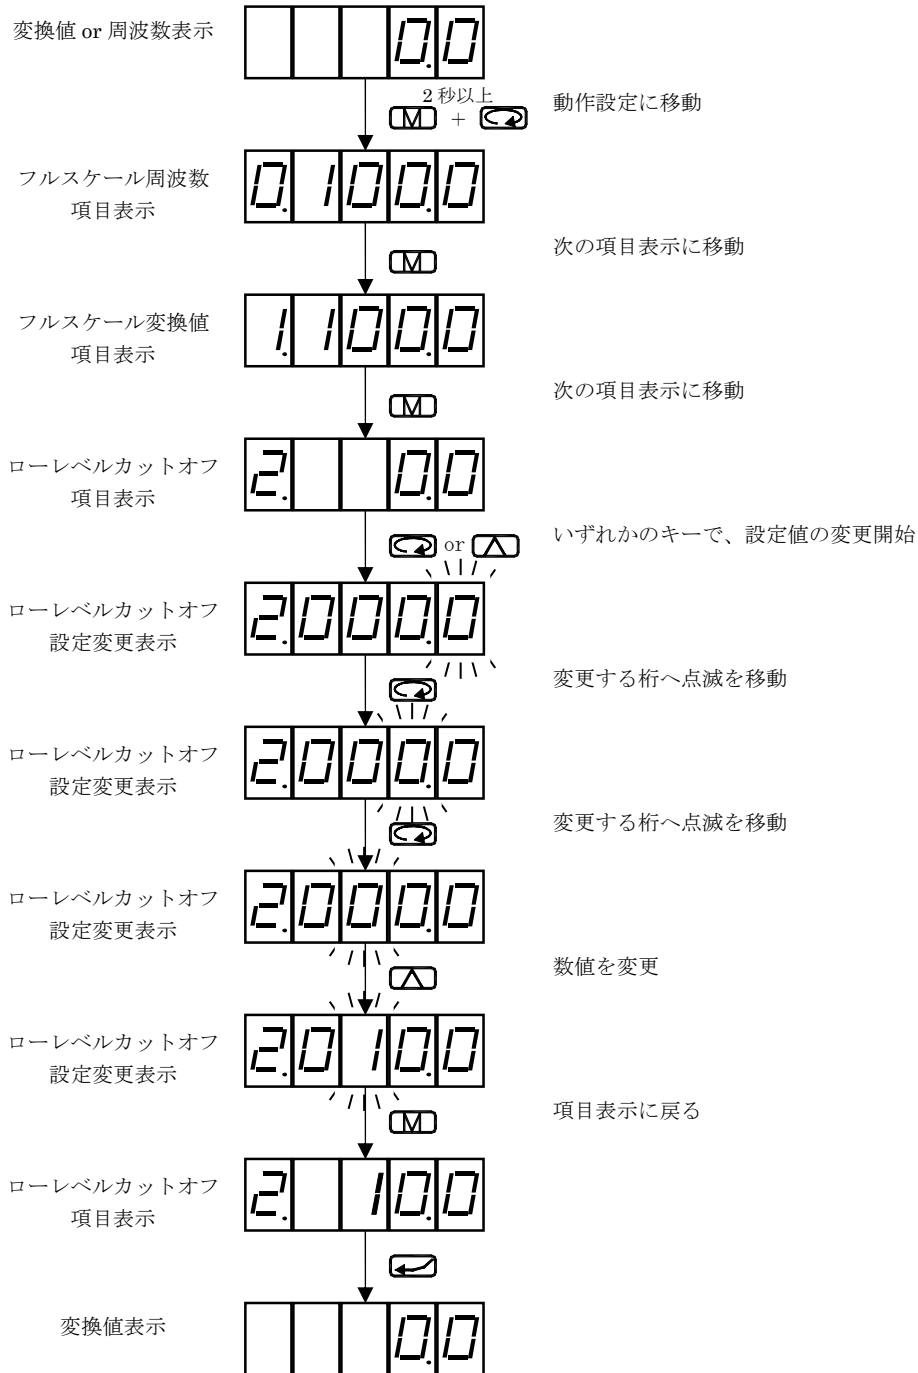 変換値 or 周波数表示
0.0
2 秒以上
M + 
動作設定に移動
フルスケール周波数
項目表示
0.100.0
M
次の項目表示に移動
フルスケール変換値
項目表示
1.100.0
M
次の項目表示に移動
ローレベルカットオフ
項目表示
2. 0.0
or
いずれかのキーで、設定値の変更開始
ローレベルカットオフ
設定変更表示
2.000.0
変更する桁へ点滅を移動
ローレベルカットオフ
設定変更表示
2.000.0
変更する桁へ点滅を移動
ローレベルカットオフ
設定変更表示
2.000.0
数値を変更
ローレベルカットオフ
設定変更表示
2.010.0
M
項目表示に戻る
ローレベルカットオフ
項目表示
2. 10.0
変換値表示
0.0